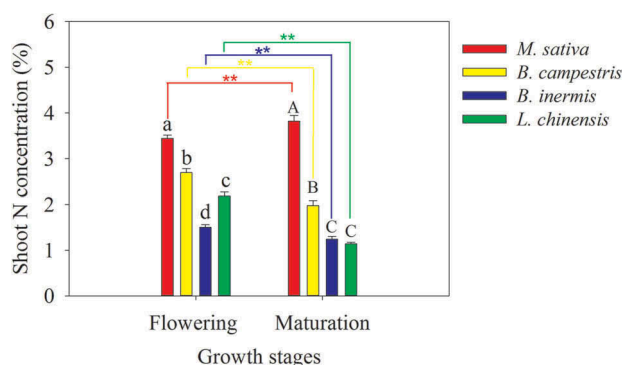 Shoot N concentration (%)
6
5
4
3
2
1
0
**
**
**
**
a
b
d
c
A
B
C
C
Flowering
Maturation
Growth stages
M. sativa
B. campestris
B. inermis
L. chinensis